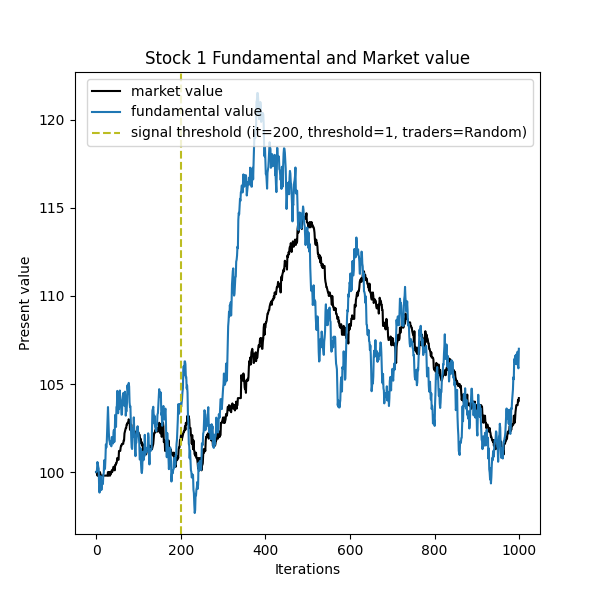 Stock 1 Fundamental and Market value
market value
fundamental value
signal threshold (it=200, threshold=1, traders=Random)
120
115
110
105
100
Present value
0 200 400 600 800 1000
Iterations